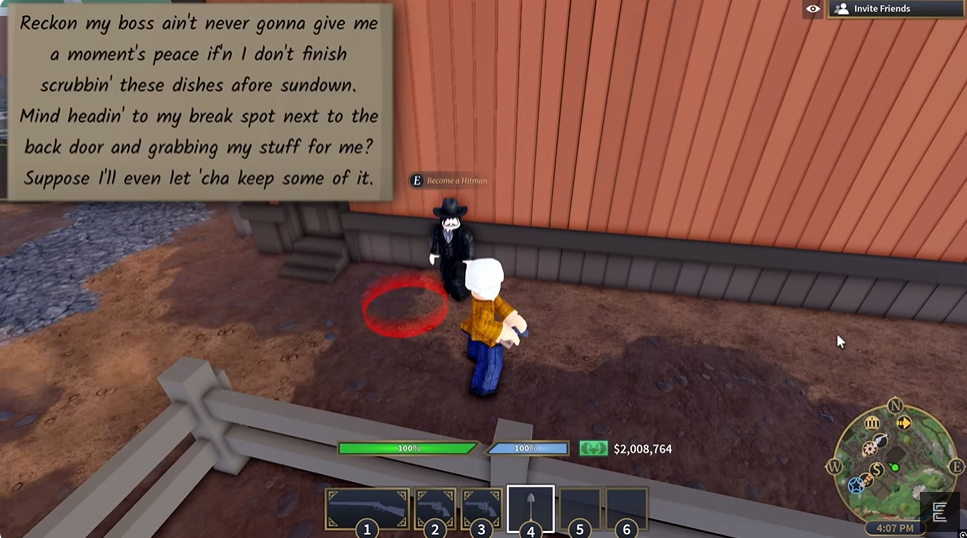 Reckon my boss ain't never gonna give me
a moment's peace if'n I don't finish
scrubbin' these dishes afore sundown.
Mind headin' to my break spot next to the
back door and grabbing my stuff for me?
Suppose I'll even let 'cha keep some of it.
Invite Friends
E Become a Hitman
100% 100% $2,008,764
N
W E
$
1 2 3 4 5 6
4:07 PM
E